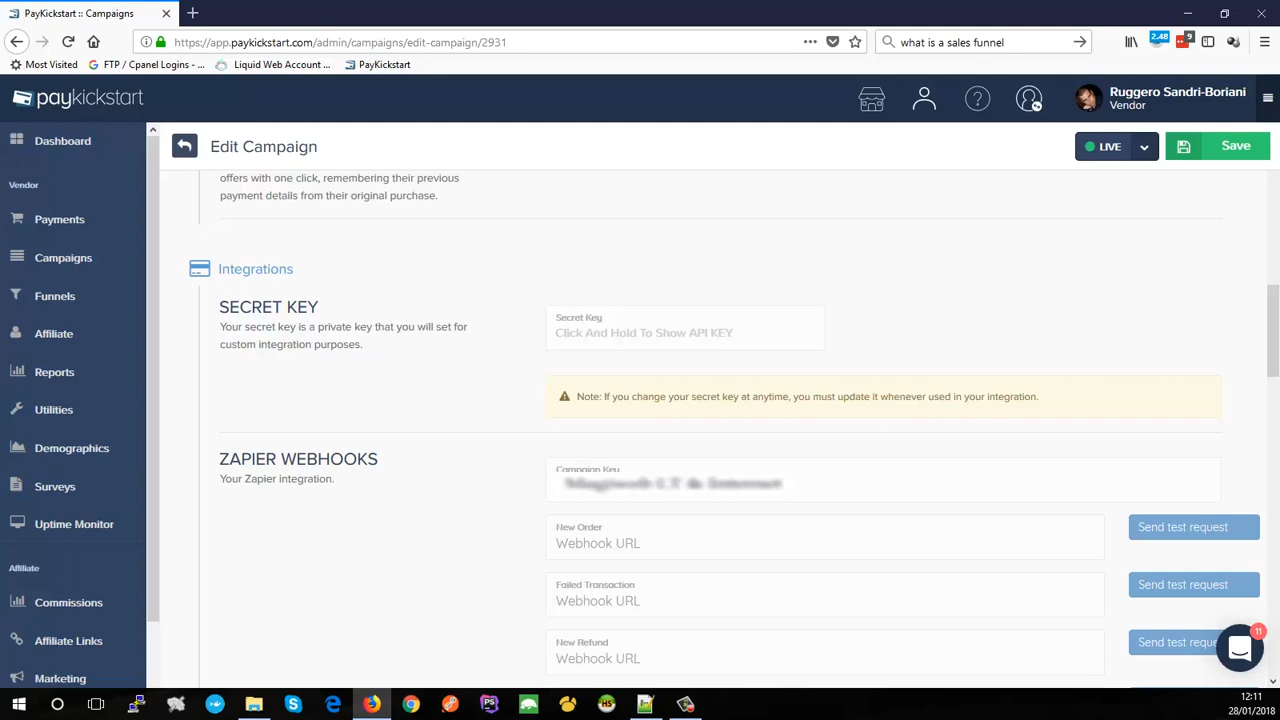 PayKickstart :: Campaigns
https://app.paykickstart.com/admin/campaigns/edit-campaign/2931
what is a sales funnel
2.48
9
Most Visited
FTP / Cpanel Logins - ...
Liquid Web Account ...
PayKickstart
paykickstart
Ruggero Sandri-Boriani
Vendor
Dashboard
Vendor
Payments
Campaigns
Funnels
Affiliate
Reports
Utilities
Demographics
Surveys
Uptime Monitor
Affiliate
Commissions
Affiliate Links
Marketing
Edit Campaign
LIVE
Save
offers with one click, remembering their previous
payment details from their original purchase.
Integrations
SECRET KEY
Your secret key is a private key that you will set for
custom integration purposes.
Secret Key
Click And Hold To Show API KEY
Note: If you change your secret key at anytime, you must update it whenever used in your integration.
ZAPIER WEBHOOKS
Your Zapier integration.
Campaign Key
New Order
Webhook URL
Send test request
Failed Transaction
Webhook URL
Send test request
New Refund
Webhook URL
Send test reque
11
12:11
28/01/2018